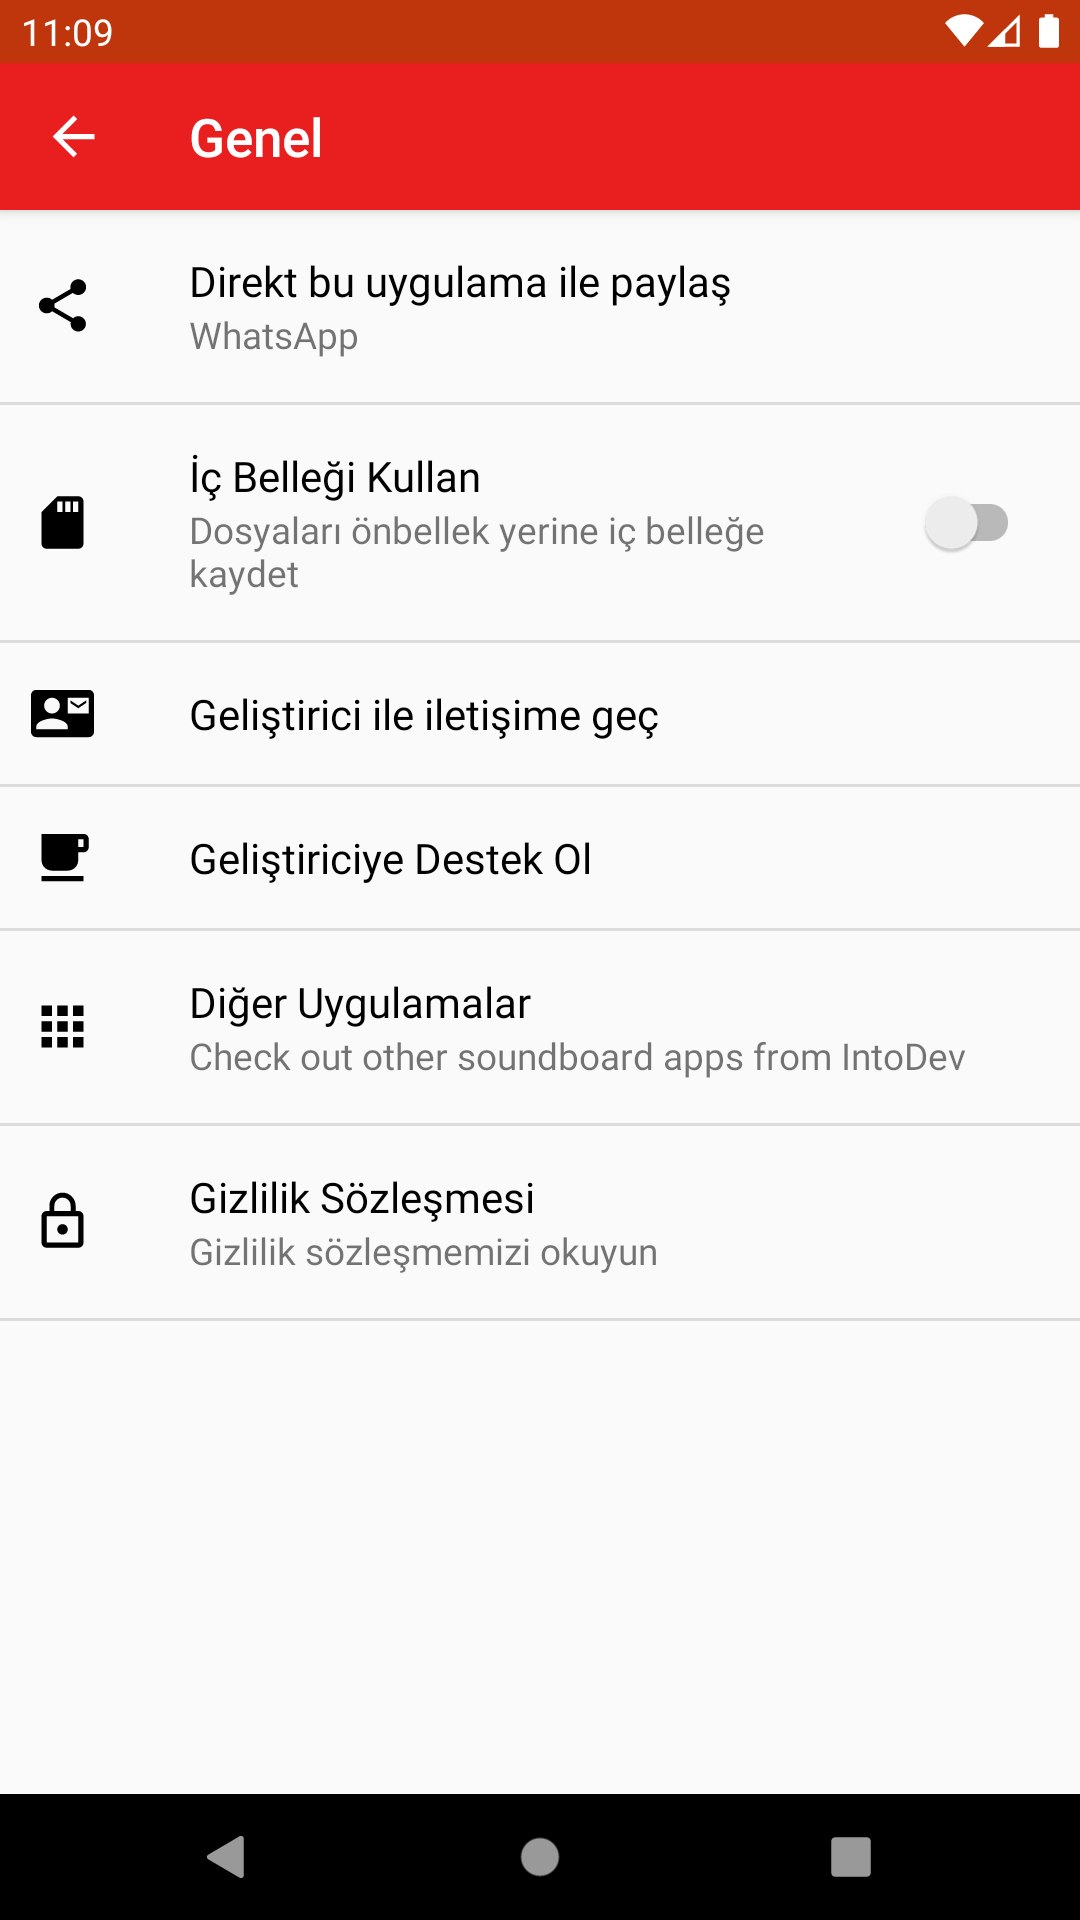 11:09
Genel
Direkt bu uygulama ile paylaş
WhatsApp
İç Belleği Kullan
Dosyaları önbellek yerine iç belleğe
kaydet
Geliştirici ile iletişime geç
Geliştiriciye Destek Ol
Diğer Uygulamalar
Check out other soundboard apps from IntoDev
Gizlilik Sözleşmesi
Gizlilik sözleşmemizi okuyun